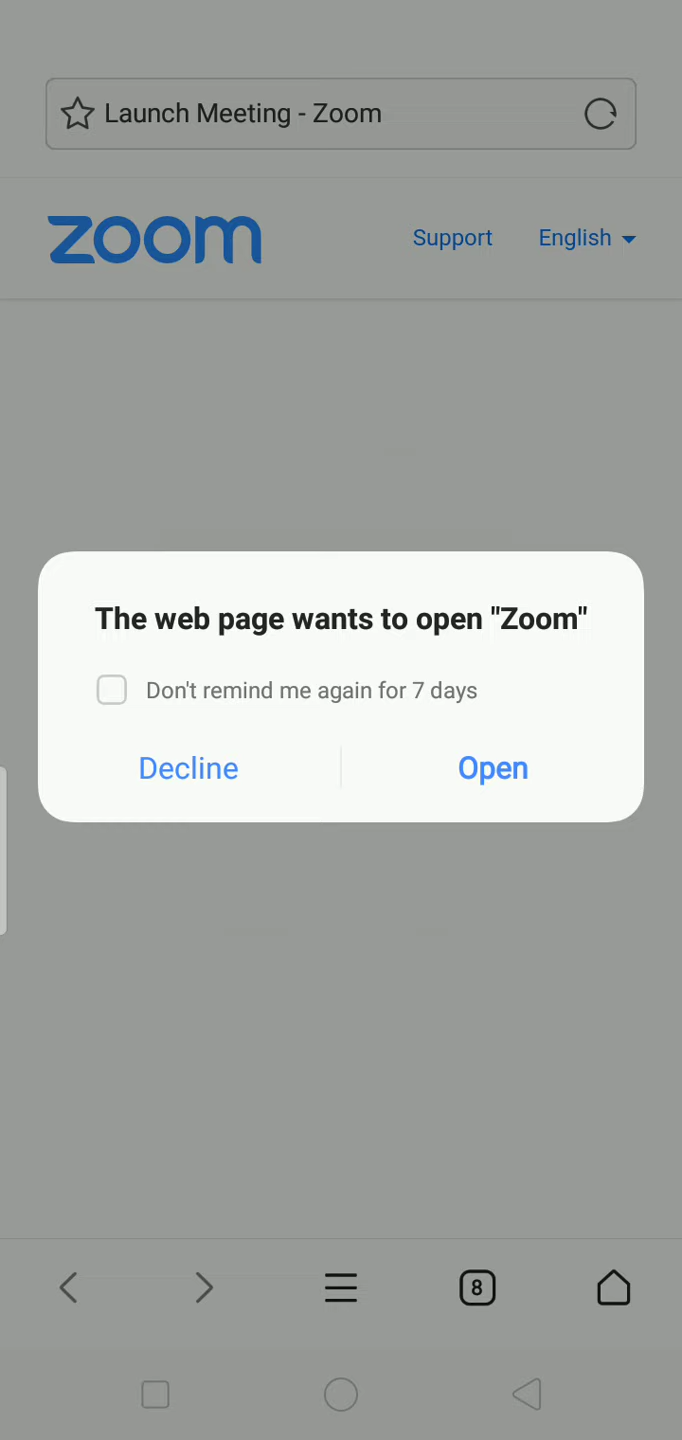 Launch Meeting - Zoom
zoom
Support English
The web page wants to open "Zoom"
Don't remind me again for 7 days
Decline Open
8